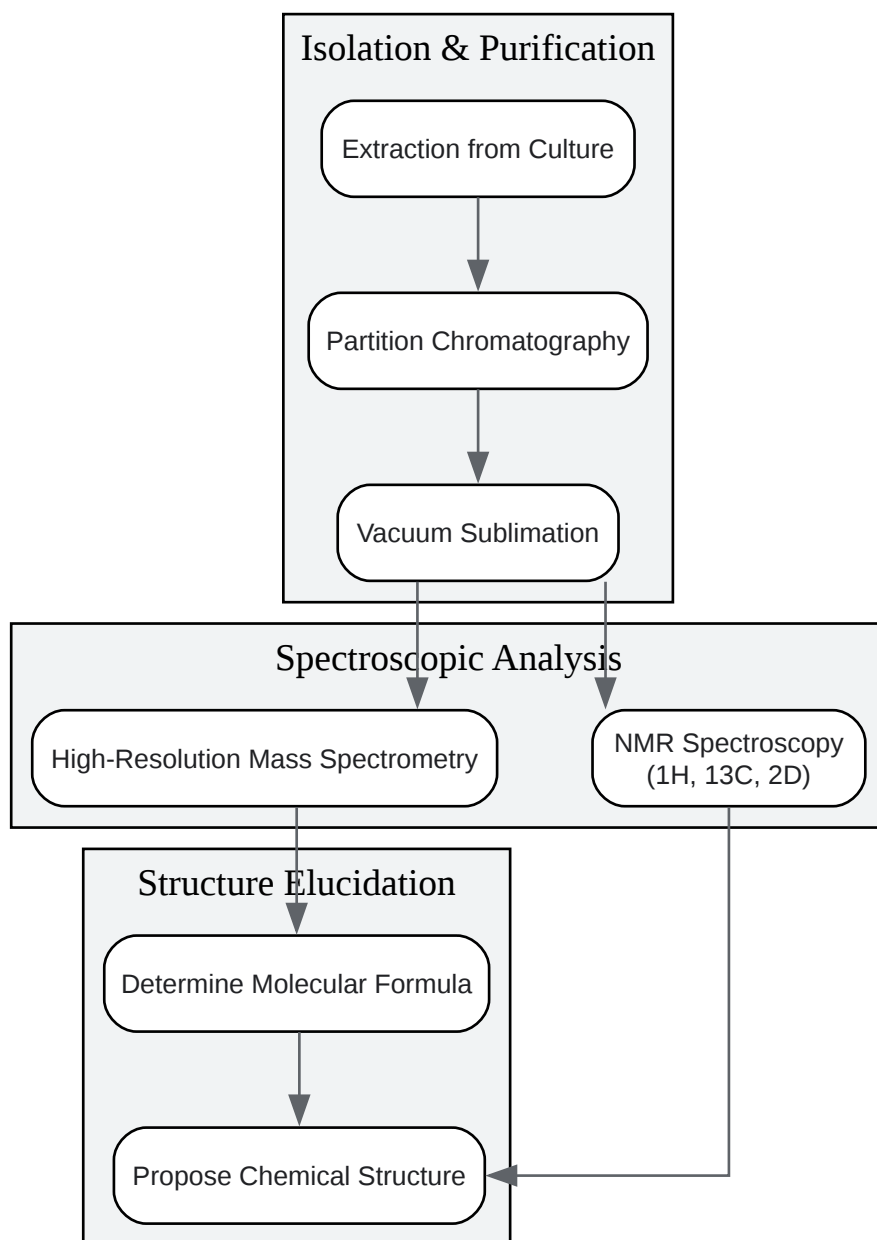 Isolation & Purification
Extraction from Culture
Partition Chromatography
Vacuum Sublimation
Spectroscopic Analysis
High-Resolution Mass Spectrometry
NMR Spectroscopy
(1H, 13C, 2D)
Structure Elucidation
Determine Molecular Formula
Propose Chemical Structure